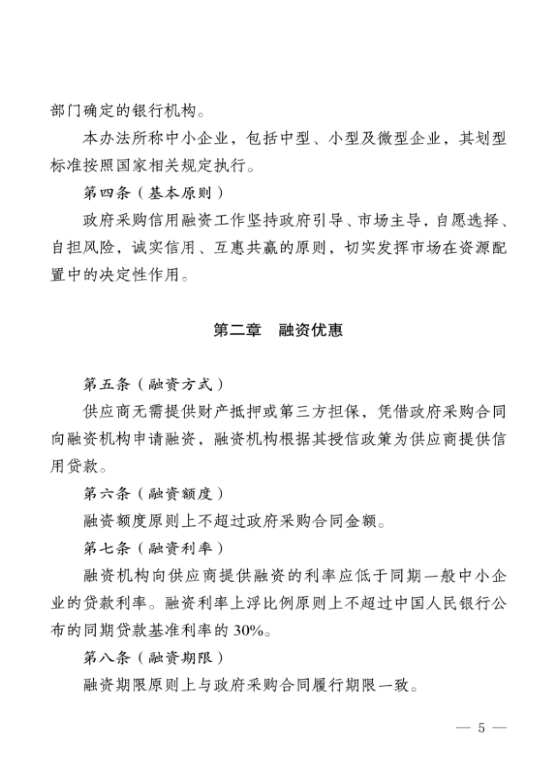 部门确定的银行机构。
本办法所称中小企业，包括中型、小型及微型企业，其划型
标准按照国家相关规定执行。
第四条（基本原则）
政府采购信用融资工作坚持政府引导、市场主导，自愿选择、
自担风险，诚实信用、互惠共赢的原则，切实发挥市场在资源配
置中的决定性作用。
第二章　融资优惠
第五条（融资方式）
供应商无需提供财产抵押或第三方担保，凭借政府采购合同
向融资机构申请融资，融资机构根据其授信政策为供应商提供信
用贷款。
第六条（融资额度）
融资额度原则上不超过政府采购合同金额。
第七条（融资利率）
融资机构向供应商提供融资的利率应低于同期一般中小企
业的贷款利率。融资利率上浮比例原则上不超过中国人民银行公
布的同期贷款基准利率的 30%。
第八条（融资期限）
融资期限原则上与政府采购合同履行期限一致。
— 5 —